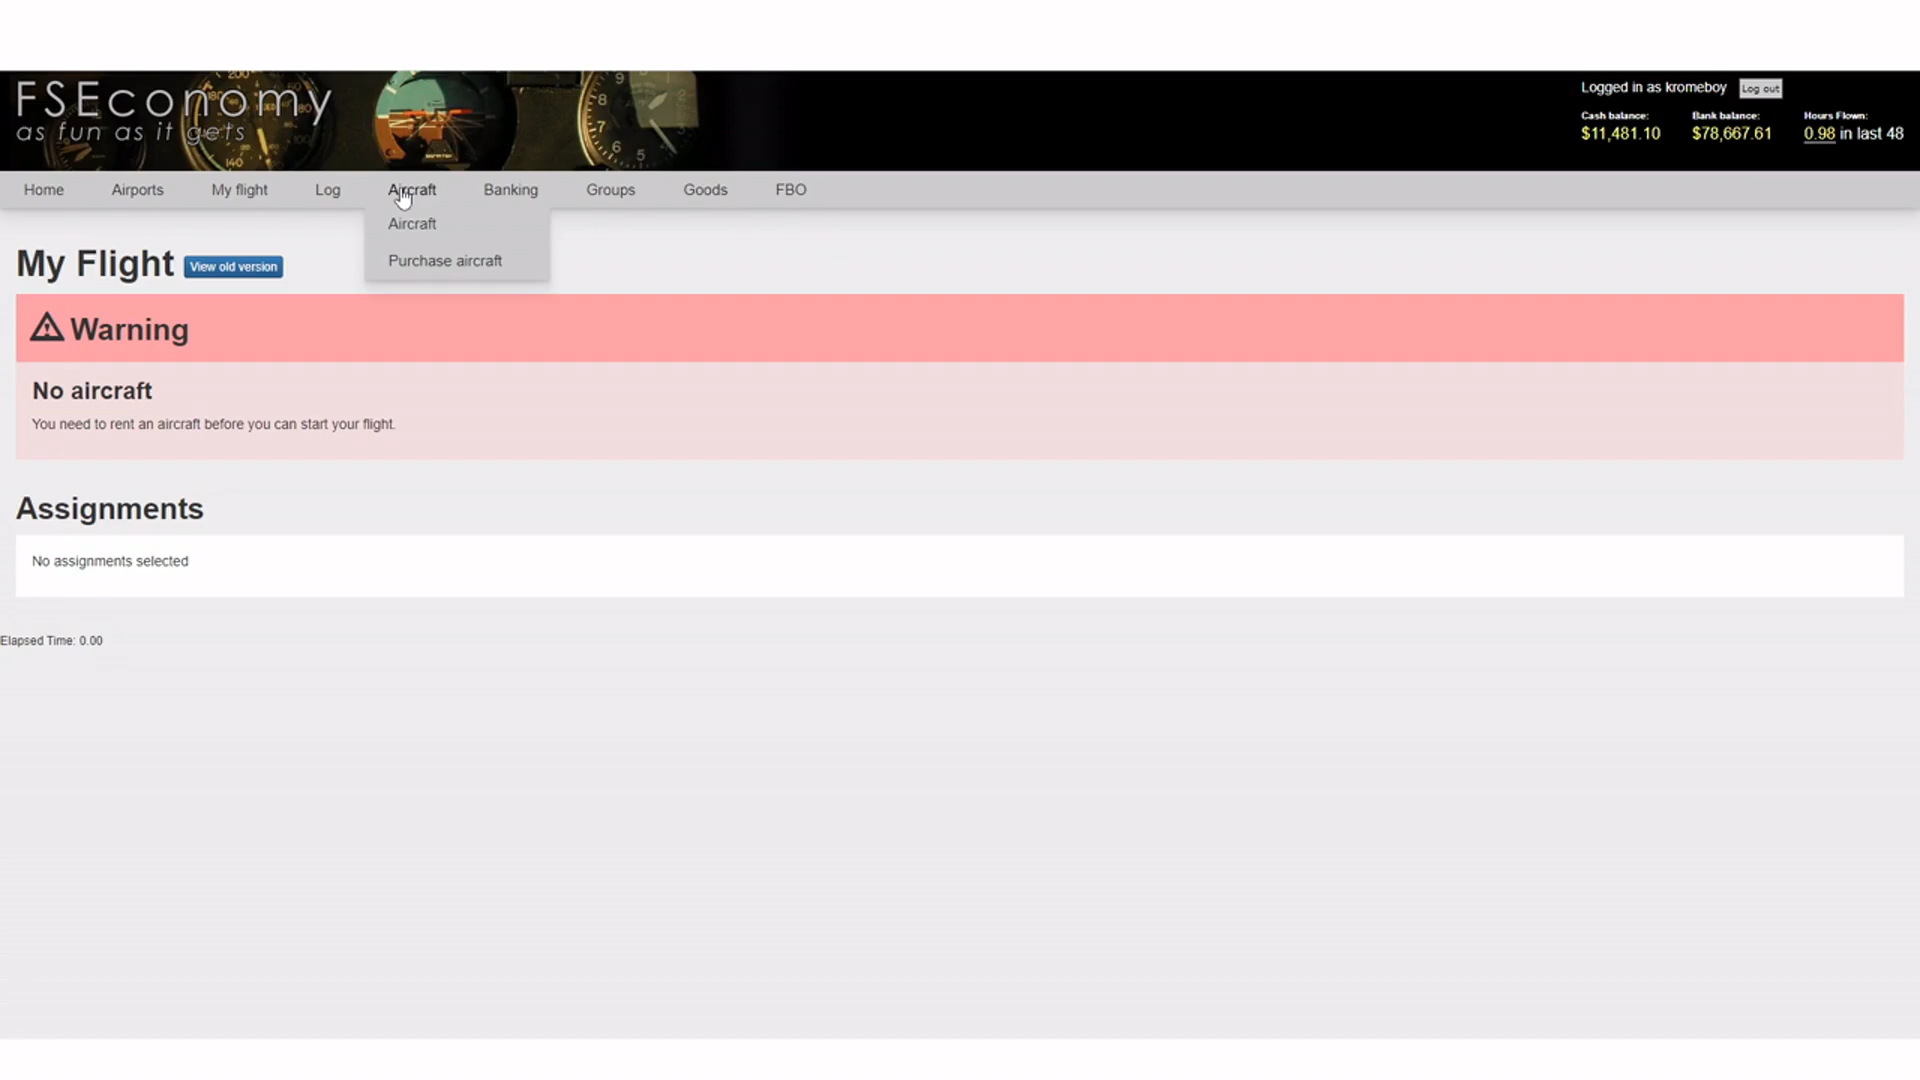 FSEconomy
as fun as it gets
Logged in as kromeboy Log out
Cash balance: Bank balance: Hours Flown:
$11,481.10 $78,667.61 0.98 in last 48
Home Airports My flight Log Aircraft Banking Groups Goods FBO
Aircraft
Purchase aircraft
My Flight View old version
Warning
No aircraft
You need to rent an aircraft before you can start your flight.
Assignments
No assignments selected
Elapsed Time: 0.00